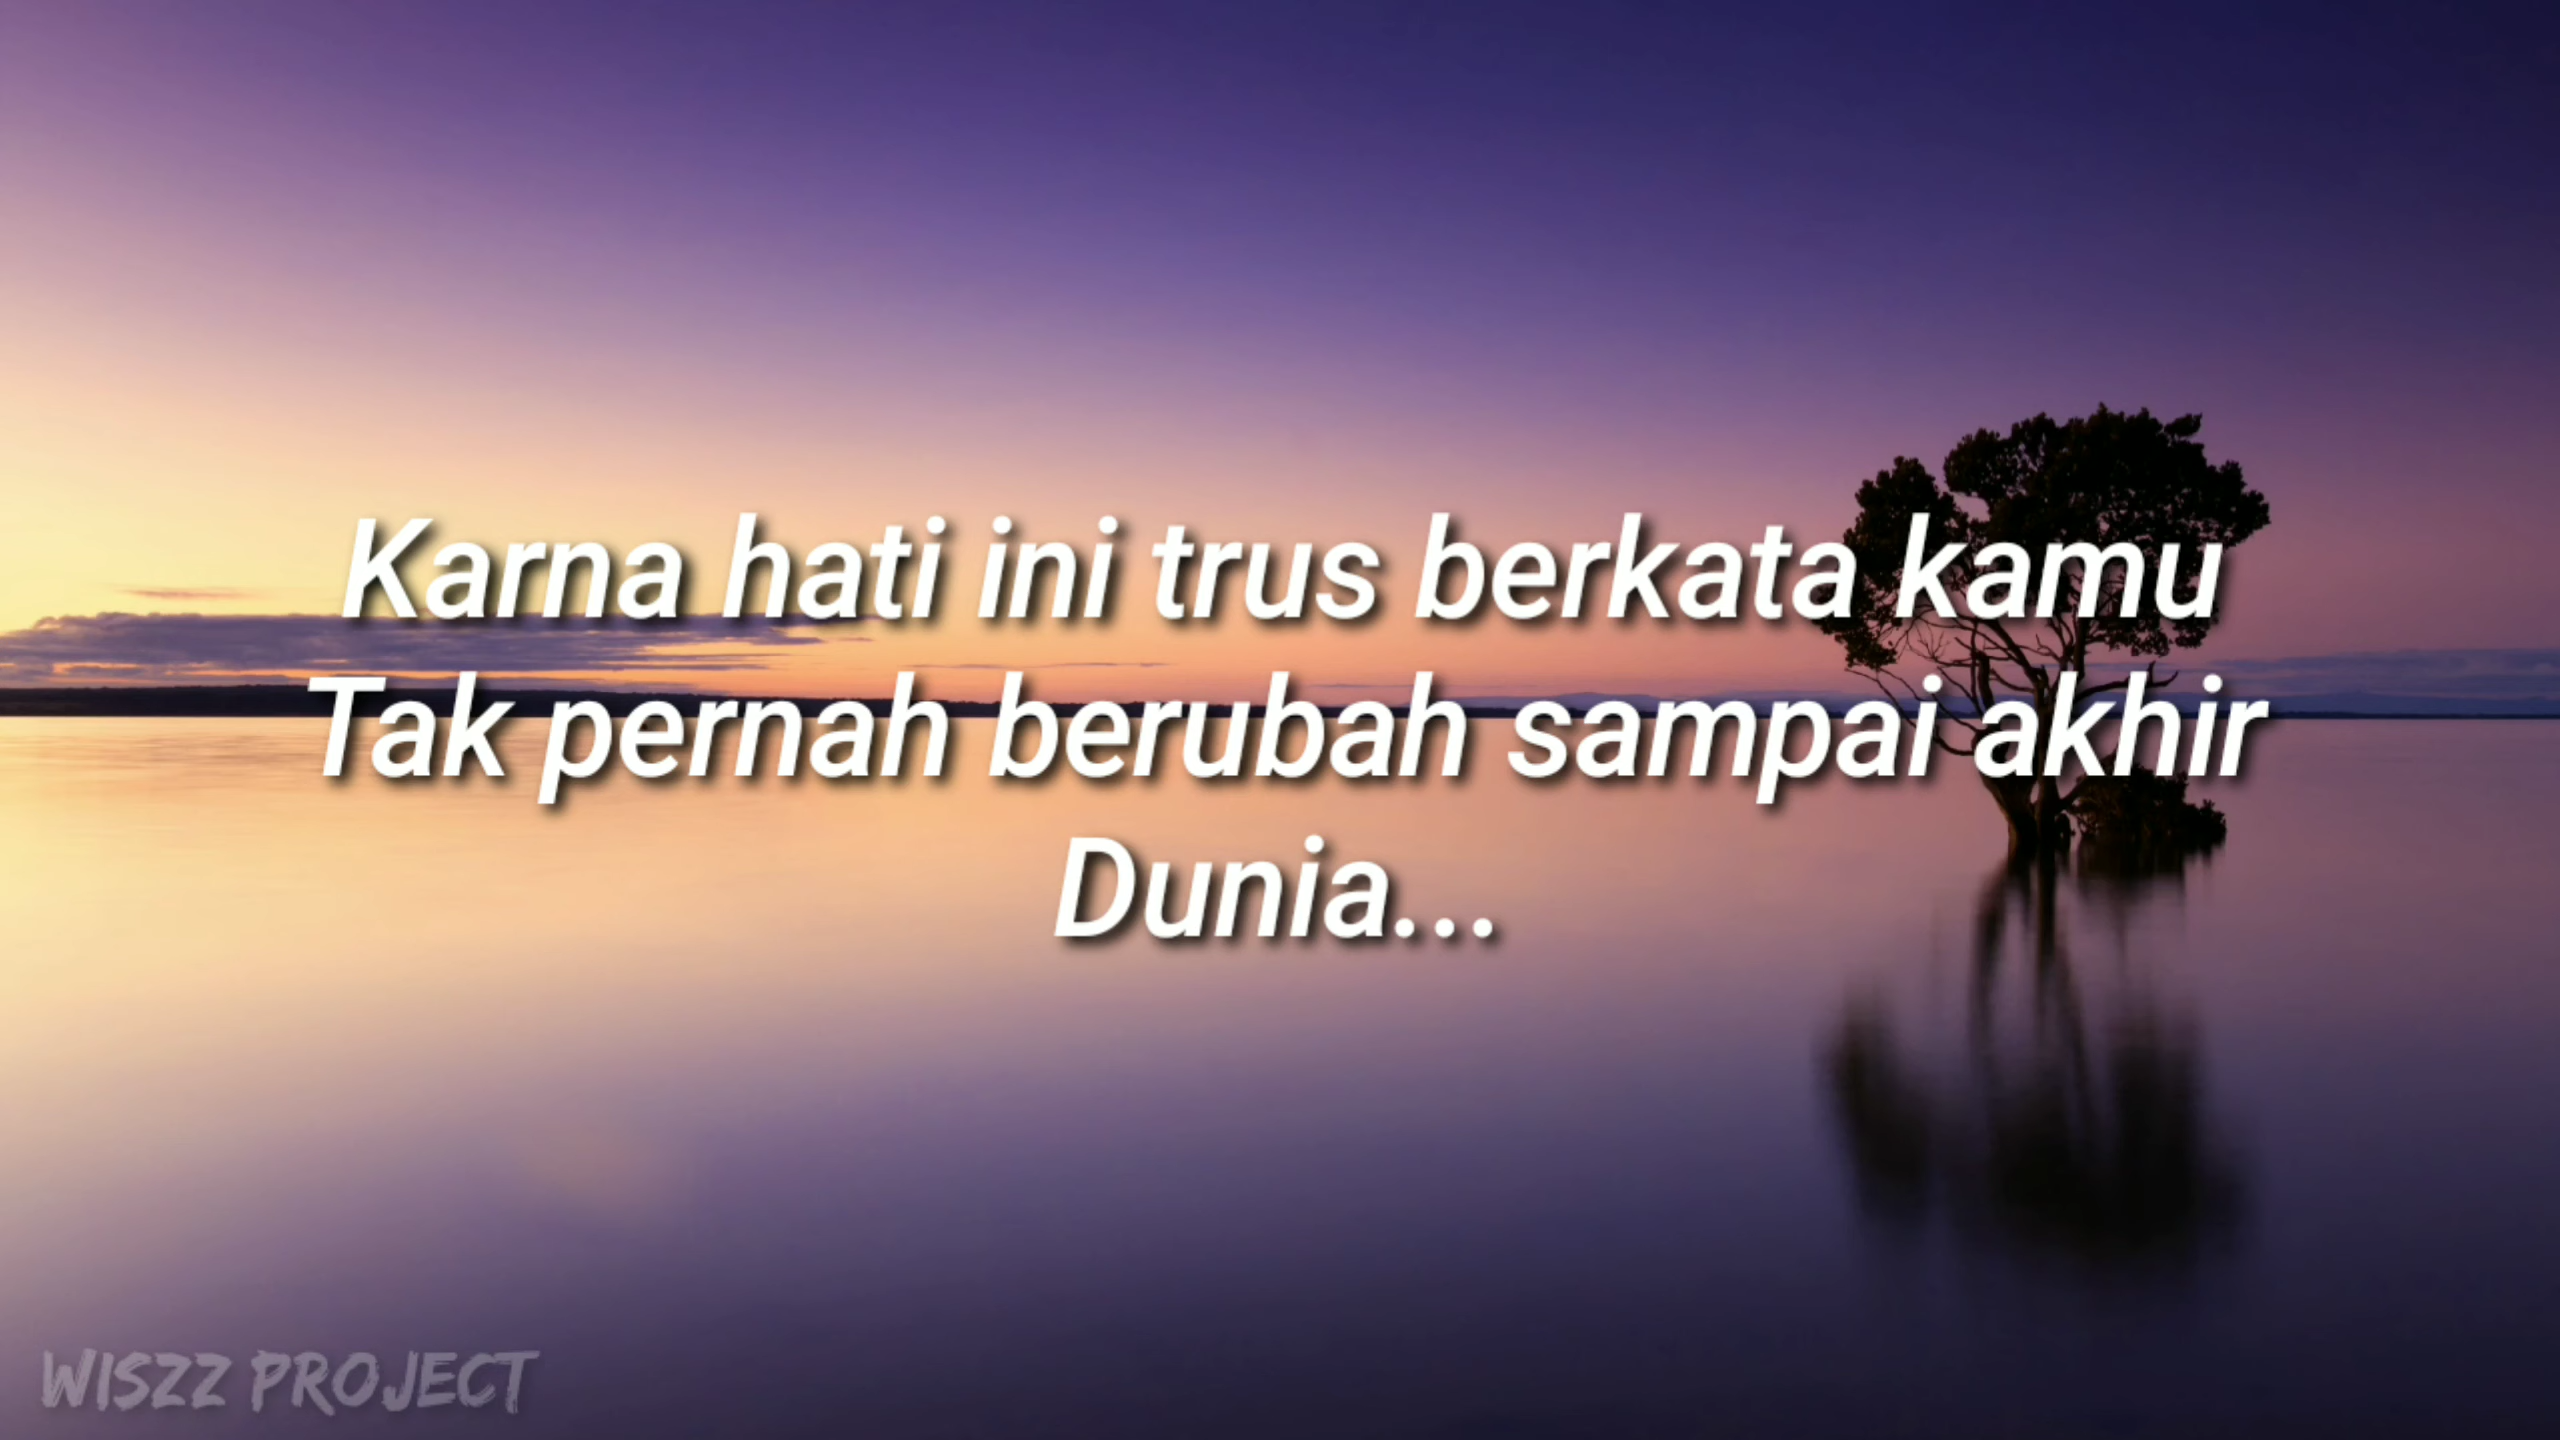 Karna hati ini trus berkata kamu
Tak pernah berubah sampai akhir
Dunia...
WISZZ PROJECT